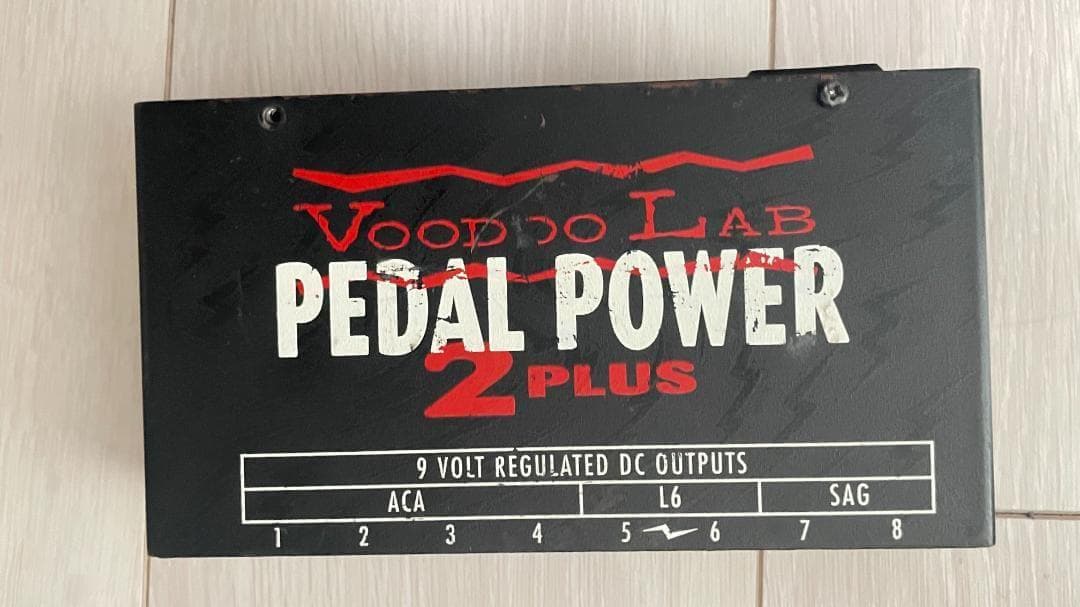 VOODOO LAB
PEDAL POWER
2 PLUS
9 VOLT REGULATED DC OUTPUTS
ACA L6 SAG
1 2 3 4 5 6 7 8